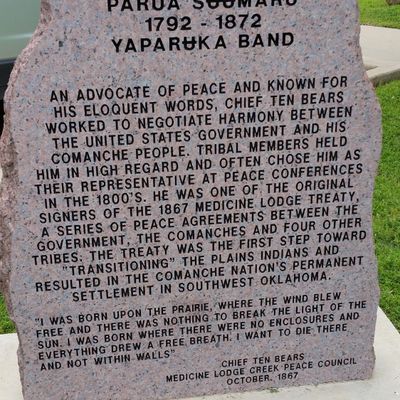 PARUA SUUMARU
1792 - 1872
YAPARUKA BAND
AN ADVOCATE OF PEACE AND KNOWN FOR
HIS ELOQUENT WORDS, CHIEF TEN BEARS
WORKED TO NEGOTIATE HARMONY BETWEEN
THE UNITED STATES GOVERNMENT AND HIS
COMANCHE PEOPLE. TRIBAL MEMBERS HELD
HIM IN HIGH REGARD AND OFTEN CHOSE HIM AS
THEIR REPRESENTATIVE AT PEACE CONFERENCES
IN THE 1800'S. HE WAS ONE OF THE ORIGINAL
SIGNERS OF THE 1867 MEDICINE LODGE TREATY,
A SERIES OF PEACE AGREEMENTS BETWEEN THE
GOVERNMENT, THE COMANCHES AND FOUR OTHER
TRIBES. THE TREATY WAS THE FIRST STEP TOWARD
"TRANSITIONING" THE PLAINS INDIANS AND
RESULTED IN THE COMANCHE NATION'S PERMANENT
SETTLEMENT IN SOUTHWEST OKLAHOMA.
"I WAS BORN UPON THE PRAIRIE, WHERE THE WIND BLEW
FREE AND THERE WAS NOTHING TO BREAK THE LIGHT OF THE
SUN. I WAS BORN WHERE THERE WERE NO ENCLOSURES AND
EVERYTHING DREW A FREE BREATH. I WANT TO DIE THERE
AND NOT WITHIN WALLS"
CHIEF TEN BEARS
MEDICINE LODGE CREEK PEACE COUNCIL
OCTOBER, 1867